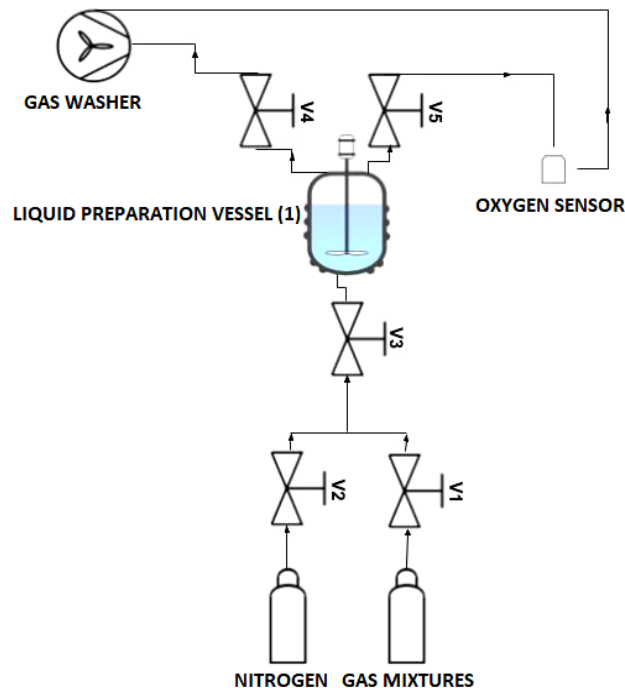 GAS WASHER
V4
V5
OXYGEN SENSOR
LIQUID PREPARATION VESSEL (1)
V3
V2
V1
NITROGEN
GAS MIXTURES